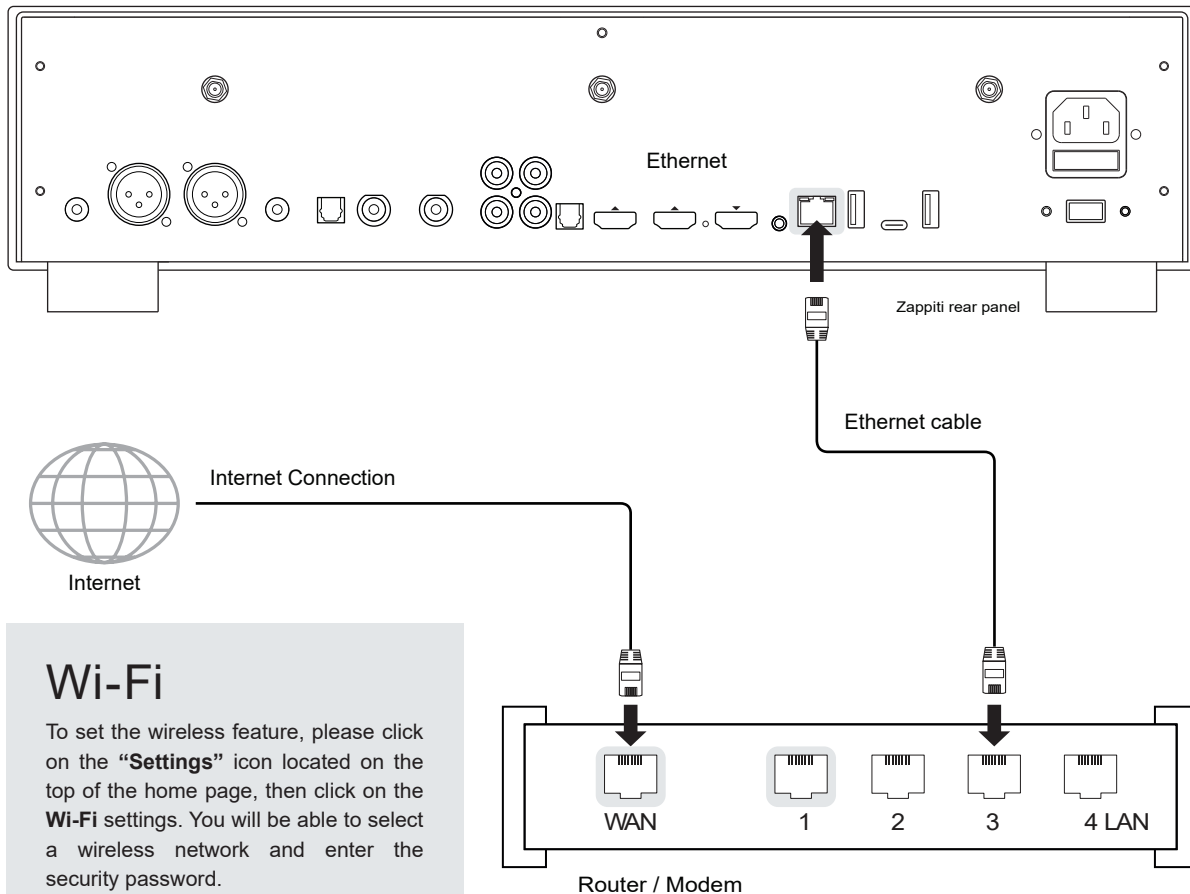 Ethernet
Zappiti rear panel
Ethernet cable
Internet Connection
Internet
Wi-Fi
To set the wireless feature, please click
on the “Settings” icon located on the
top of the home page, then click on the
Wi-Fi settings. You will be able to select
a wireless network and enter the
security password.
WAN 1 2 3 4 LAN
Router / Modem